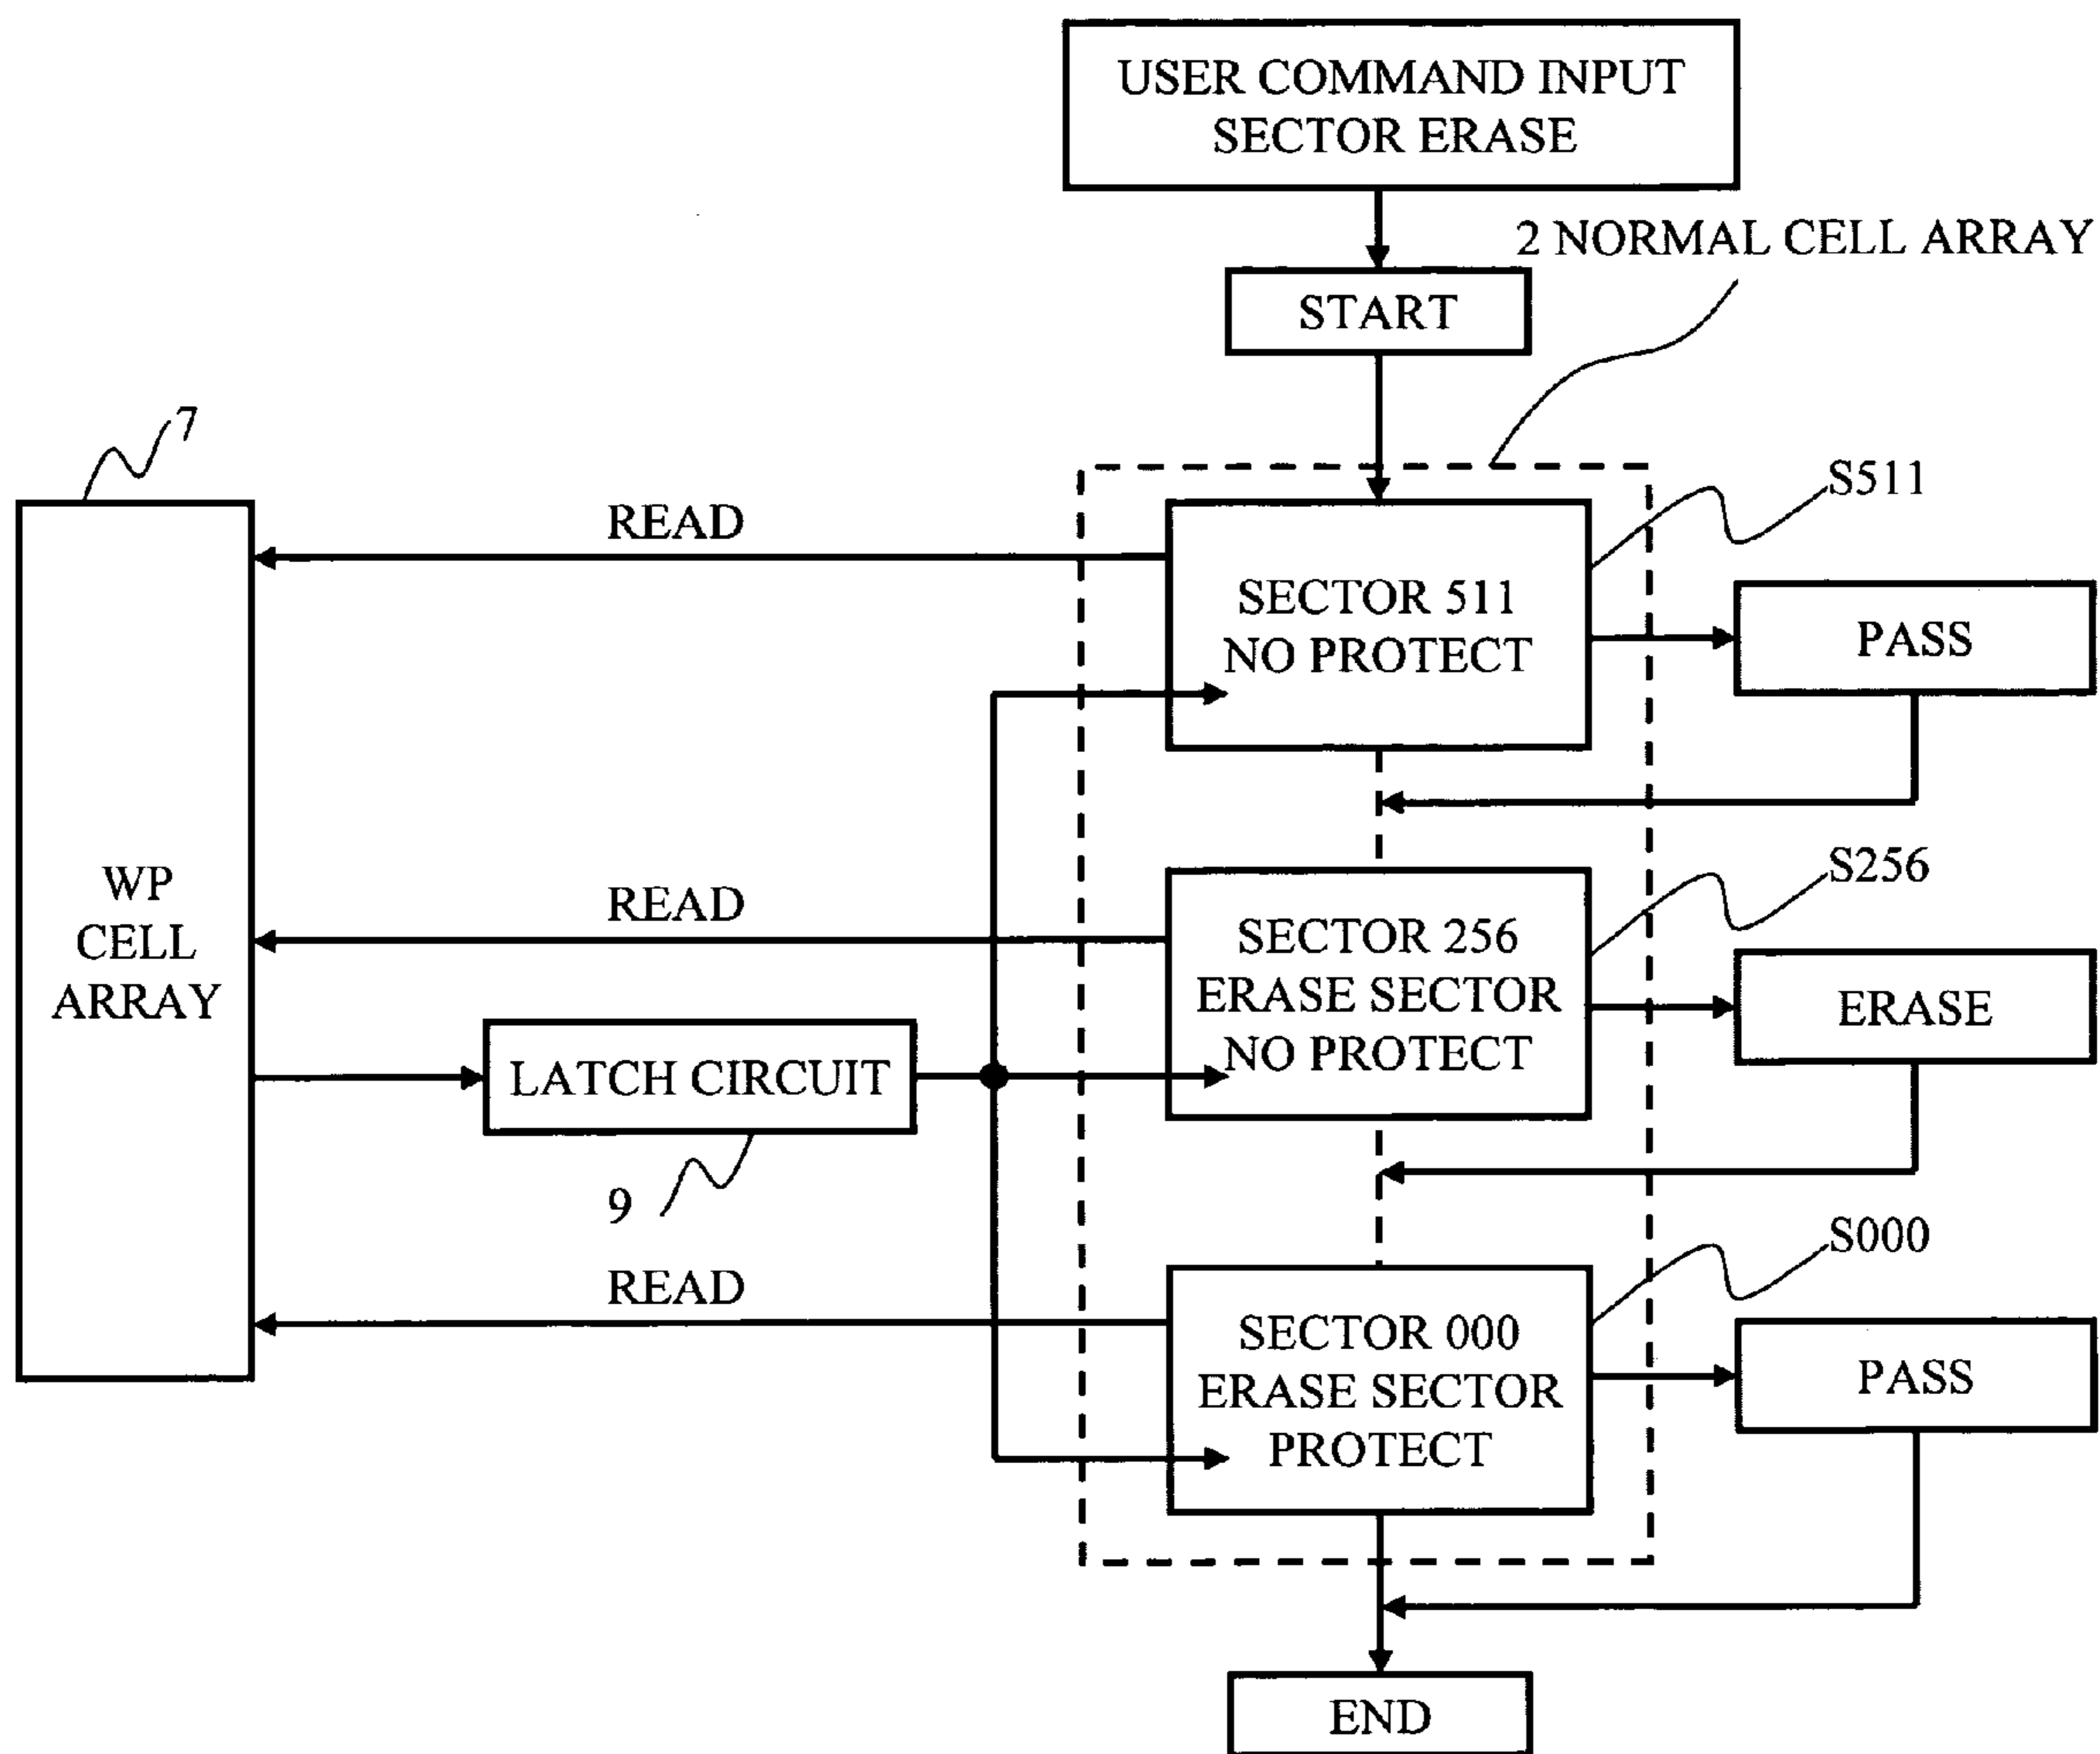 USER COMMAND INPUT
SECTOR ERASE
2 NORMAL CELL ARRAY
START
7
S511
READ
SECTOR 511
NO PROTECT
PASS
S256
READ
WP
CELL
ARRAY
SECTOR 256
ERASE SECTOR
NO PROTECT
ERASE
LATCH CIRCUIT
9
S000
READ
SECTOR 000
ERASE SECTOR
PROTECT
PASS
END